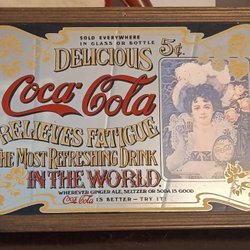 SOLD EVERYWHERE
IN GLASS OR BOTTLE
DELICIOUS 5¢
Coca-Cola
RELIEVES FATIGUE
THE MOST REFRESHING DRINK
IN THE WORLD
WHEREVER GINGER ALE, SELTZER OR SODA IS GOOD
Coca-Cola IS BETTER – TRY IT!